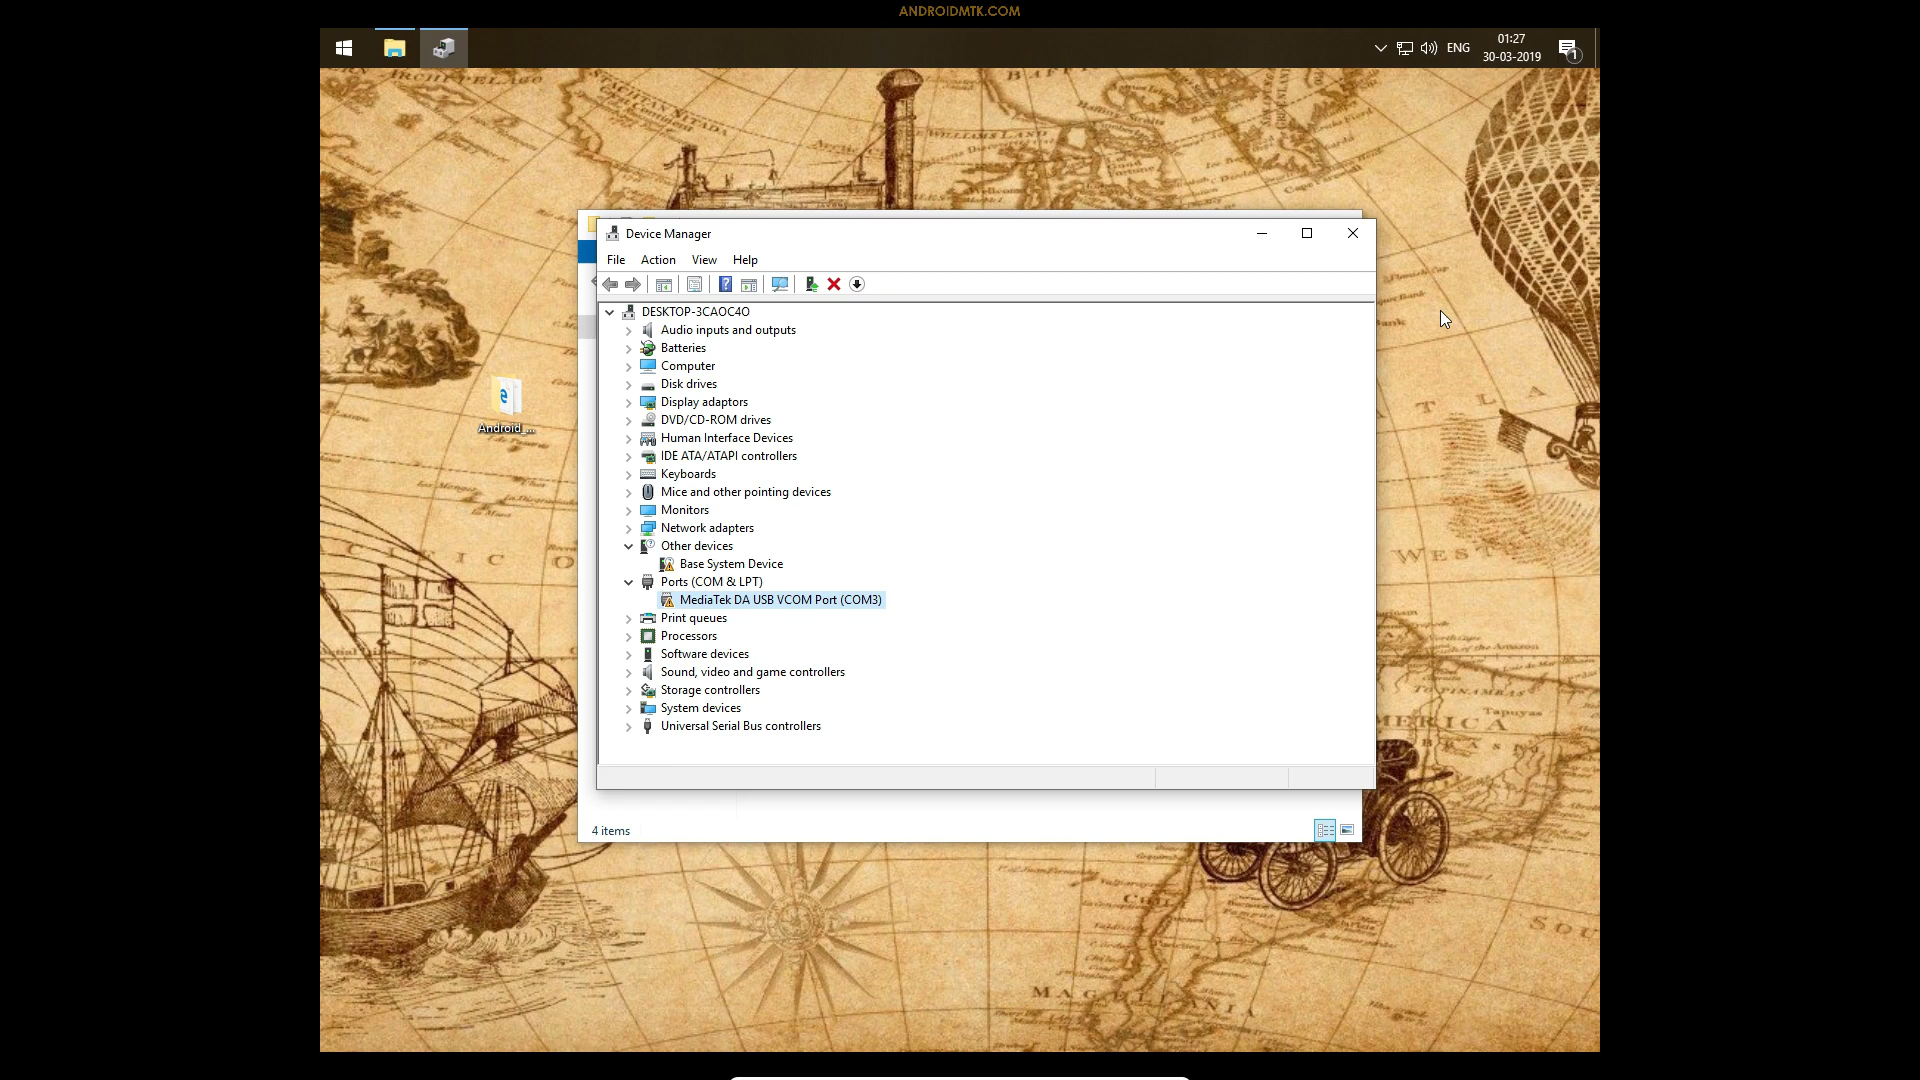 ANDROIDMTK.COM
ENG
01:27
30-03-2019
1
Device Manager
File Action View Help
DESKTOP-3CAOC4O
Audio inputs and outputs
Batteries
Computer
Disk drives
Display adaptors
DVD/CD-ROM drives
Human Interface Devices
IDE ATA/ATAPI controllers
Keyboards
Mice and other pointing devices
Monitors
Network adapters
Other devices
Base System Device
Ports (COM & LPT)
MediaTek DA USB VCOM Port (COM3)
Print queues
Processors
Software devices
Sound, video and game controllers
Storage controllers
System devices
Universal Serial Bus controllers
Android_...
4 items